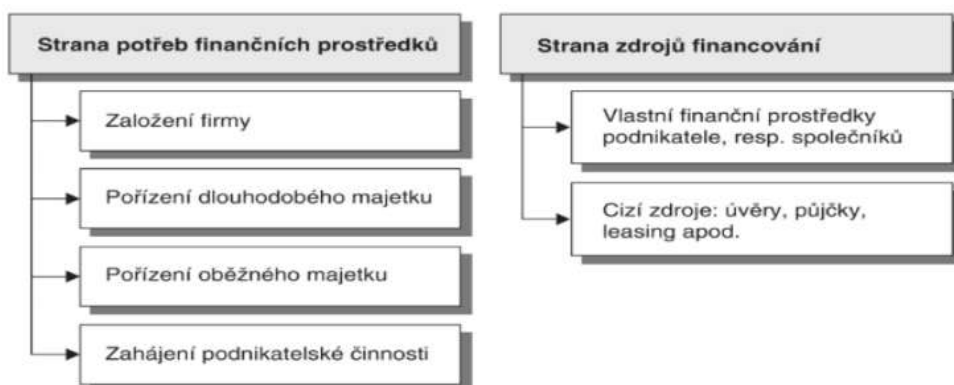 Strana potřeb finančních prostředků
Založení firmy
Pořízení dlouhodobého majetku
Pořízení oběžného majetku
Zahájení podnikatelské činnosti
Strana zdrojů financování
Vlastní finanční prostředky
podnikatele, resp. společníků
Cizí zdroje: úvěry, půjčky,
leasing apod.